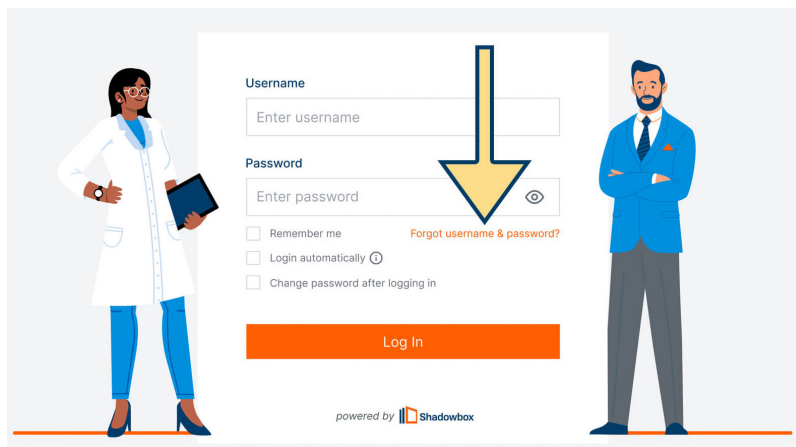 Username
Enter username
Password
Enter password
Remember me
Forgot username & password?
Login automatically
Change password after logging in
Log In
powered by Shadowbox